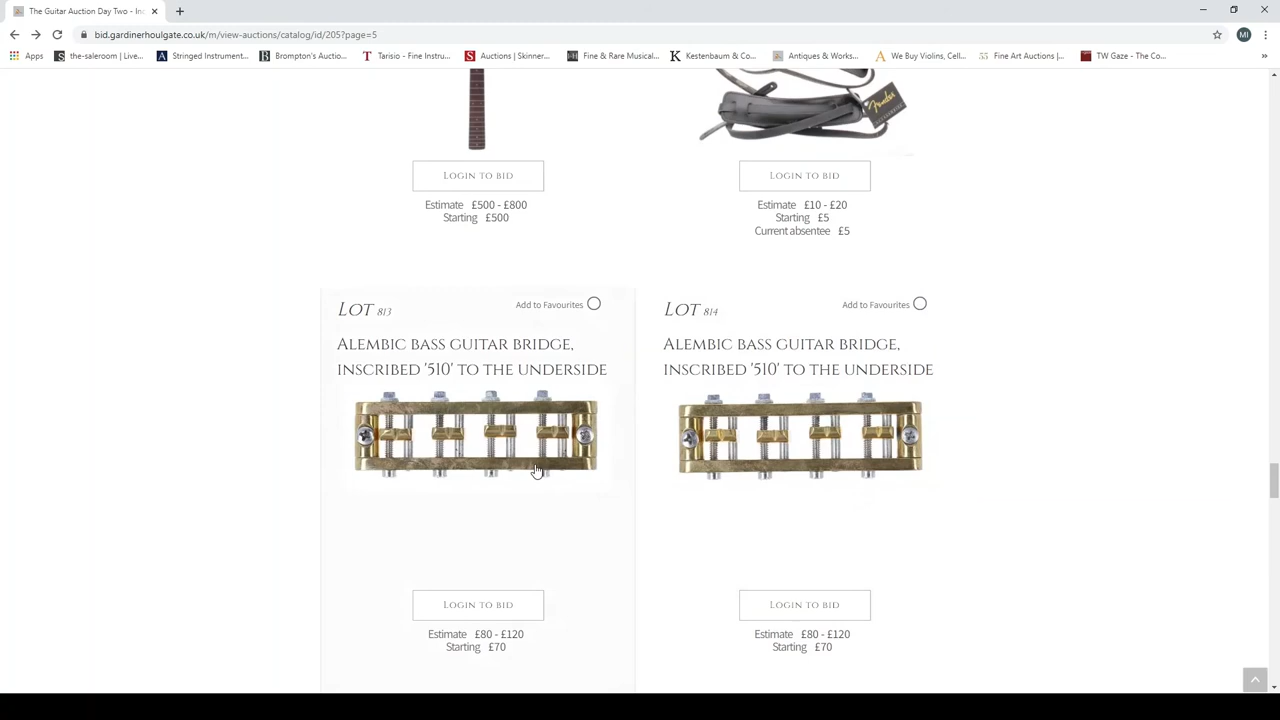 The Guitar Auction Day Two - Inc
bid.gardinerhoulgate.co.uk/m/view-auctions/catalog/id/205?page=5
MI
Apps
the-saleroom | Live...
Stringed Instrument...
Brompton's Auctio...
Tarisio - Fine Instru...
Auctions | Skinner...
Fine & Rare Musical...
Kestenbaum & Co...
Antiques & Works...
We Buy Violins, Cell...
Fine Art Auctions |...
TW Gaze - The Co...
Fender
LOGIN TO BID
LOGIN TO BID
Estimate £500 - £800
Starting £500
Estimate £10 - £20
Starting £5
Current absentee £5
LOT 813
Add to Favourites
ALEMBIC BASS GUITAR BRIDGE,
INSCRIBED '510' TO THE UNDERSIDE
LOGIN TO BID
Estimate £80 - £120
Starting £70
LOT 814
Add to Favourites
ALEMBIC BASS GUITAR BRIDGE,
INSCRIBED '510' TO THE UNDERSIDE
LOGIN TO BID
Estimate £80 - £120
Starting £70